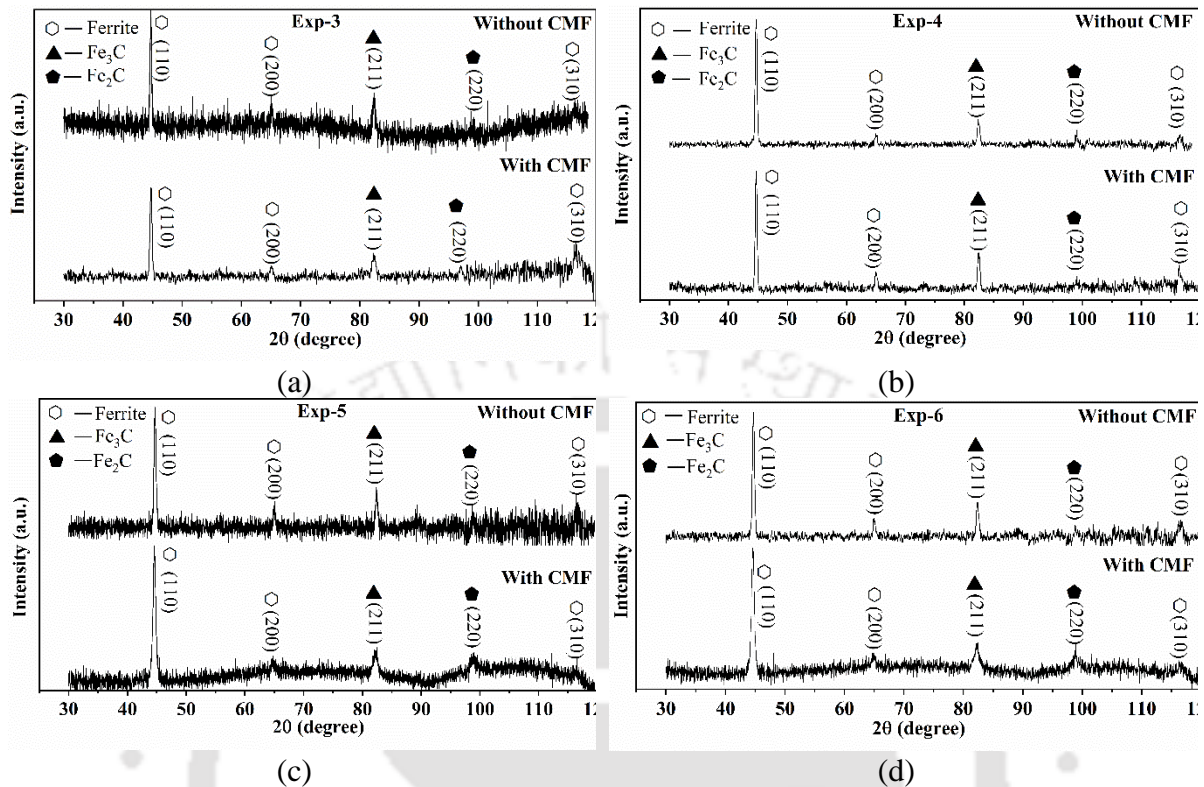 Exp-3
Without CMF
— Ferrite
— Fe₃C
— Fe₂C
(110)
(200)
(211)
(220)
(310)
With CMF
(110)
(200)
(211)
(220)
(310)
Intensity (a.u.)
30 40 50 60 70 80 90 100 110 12
2θ (degree)
(a)
Exp-4
Without CMF
— Ferrite
— Fe₃C
— Fe₂C
(110)
(200)
(211)
(220)
(310)
With CMF
(110)
(200)
(211)
(220)
(310)
Intensity (a.u.)
30 40 50 60 70 80 90 100 110 12
2θ (degree)
(b)
Exp-5
Without CMF
— Ferrite
— Fe₃C
— Fe₂C
(110)
(200)
(211)
(220)
(310)
With CMF
(110)
(200)
(211)
(220)
(310)
Intensity (a.u.)
30 40 50 60 70 80 90 100 110 12
2θ (degree)
(c)
Exp-6
Without CMF
— Ferrite
—Fe₃C
—Fe₂C
(110)
(200)
(211)
(220)
(310)
With CMF
(110)
(200)
(211)
(220)
(310)
Intensity (a.u.)
30 40 50 60 70 80 90 100 110 12
2θ (degree)
(d)